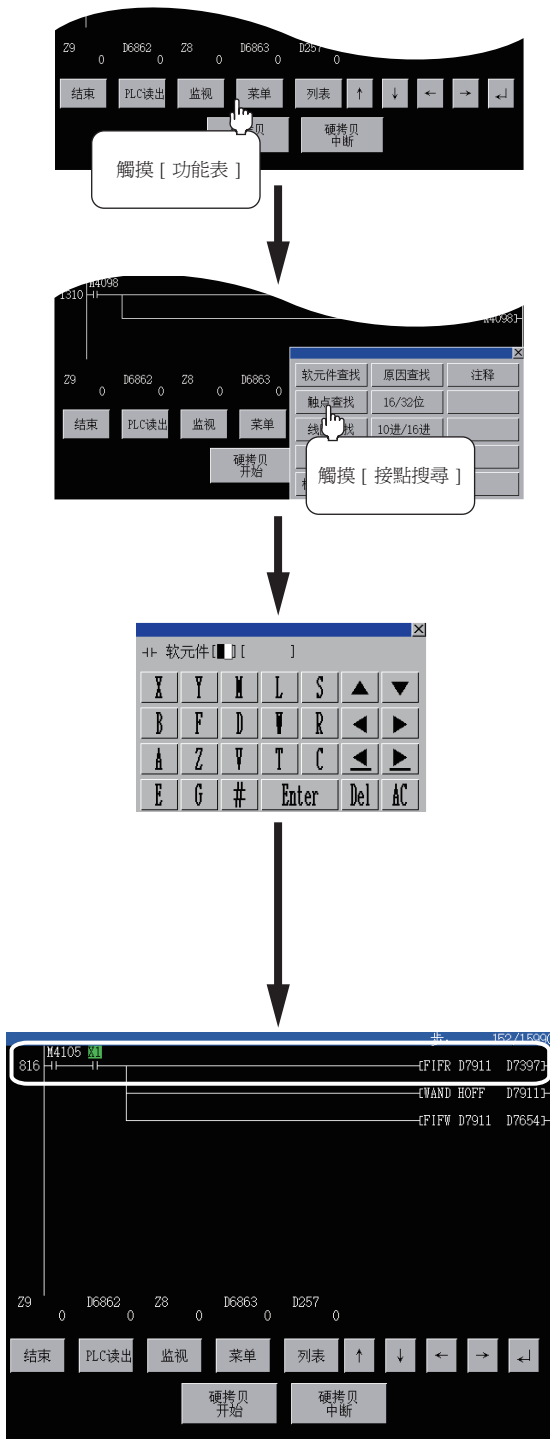 Z9 D6862 Z8 D6863 D257
0 0 0 0 0
结束 PLC读出 监视 菜单 列表 ↑ ↓ ← → ↵
硬拷贝
中断
觸摸 [ 功能表 ]
M4098
1310
M4098]
Z9 D6862 Z8 D6863
0 0 0 0
结束 PLC读出 监视 菜单
硬拷贝
开始
×
软元件查找 原因查找 注释
触点查找 16/32位
10进/16进
觸摸 [ 接點搜尋 ]
×
软元件[ ][ ]
X Y M L S ▲ ▼
B F D W R ◀ ▶
A Z V T C ◀ ▶
E G # Enter Del AC
步. 152/15990
M4105 X1
816 [FIFR D7911 D7397]
[WAND HOFF D7911]
[FIFW D7911 D7654]
Z9 D6862 Z8 D6863 D257
0 0 0 0 0
结束 PLC读出 监视 菜单 列表 ↑ ↓ ← → ↵
硬拷贝 硬拷贝
开始 中断